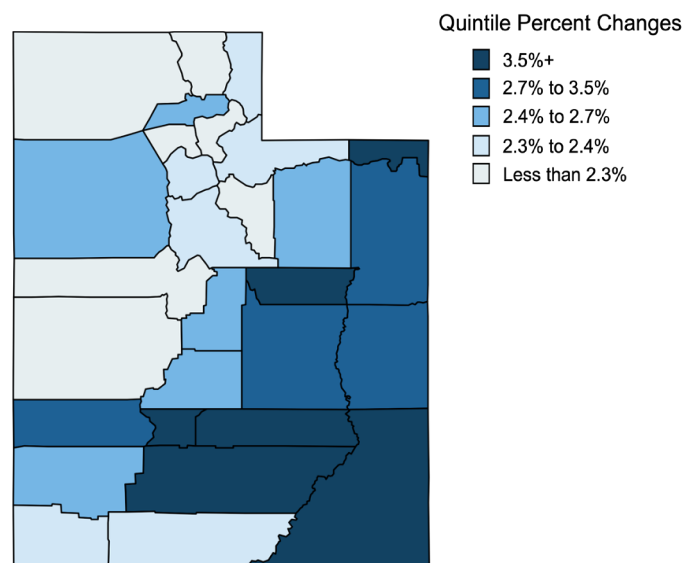 Quintile Percent Changes
3.5%+
2.7% to 3.5%
2.4% to 2.7%
2.3% to 2.4%
Less than 2.3%